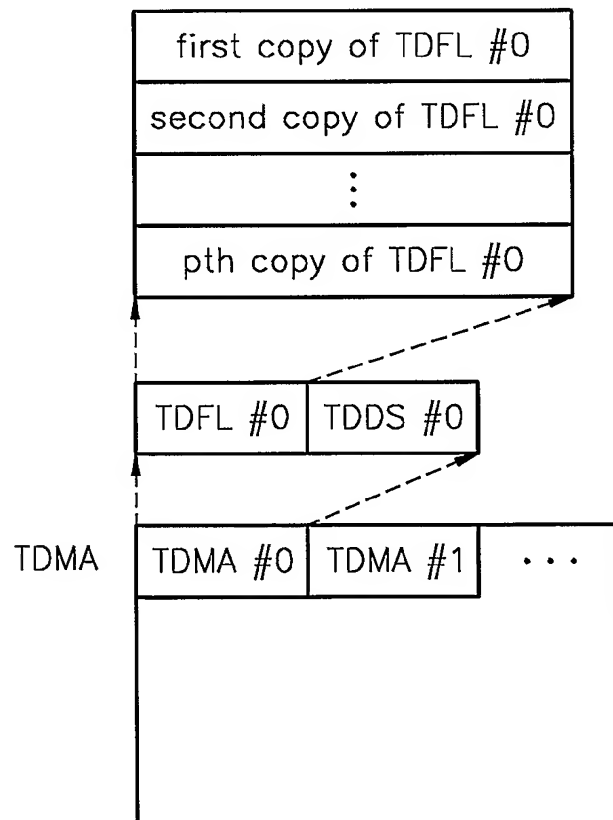 first copy of TDFL #0
second copy of TDFL #0
⋮
pth copy of TDFL #0
TDFL #0 TDDS #0
TDMA TDMA #0 TDMA #1 ...